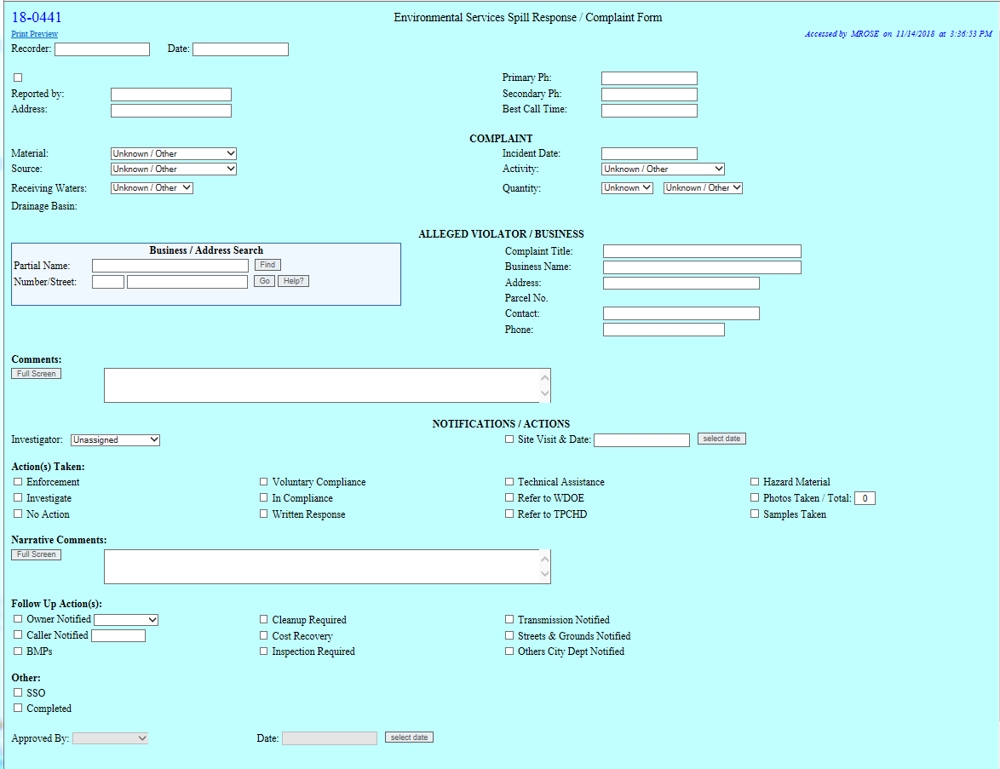 18-0441 Environmental Services Spill Response / Complaint Form
Print Preview Accessed by MROSE on 11/14/2018 at 3:36:53 PM
Recorder: Date:
Primary Ph:
Reported by: Secondary Ph:
Address: Best Call Time:
COMPLAINT
Material: Unknown / Other Incident Date:
Source: Unknown / Other Activity: Unknown / Other
Receiving Waters: Unknown / Other Quantity: Unknown Unknown / Other
Drainage Basin:
ALLEGED VIOLATOR / BUSINESS
Business / Address Search Complaint Title:
Partial Name: Find Business Name:
Number/Street: Go Help? Address:
Parcel No.
Contact:
Phone:
Comments:
Full Screen
NOTIFICATIONS / ACTIONS
Investigator: Unassigned Site Visit & Date: select date
Action(s) Taken:
Enforcement Voluntary Compliance Technical Assistance Hazard Material
Investigate In Compliance Refer to WDOE Photos Taken / Total: 0
No Action Written Response Refer to TPCHD Samples Taken
Narrative Comments:
Full Screen
Follow Up Action(s):
Owner Notified Cleanup Required Transmission Notified
Caller Notified Cost Recovery Streets & Grounds Notified
BMPs Inspection Required Others City Dept Notified
Other:
SSO
Completed
Approved By: Date: select date